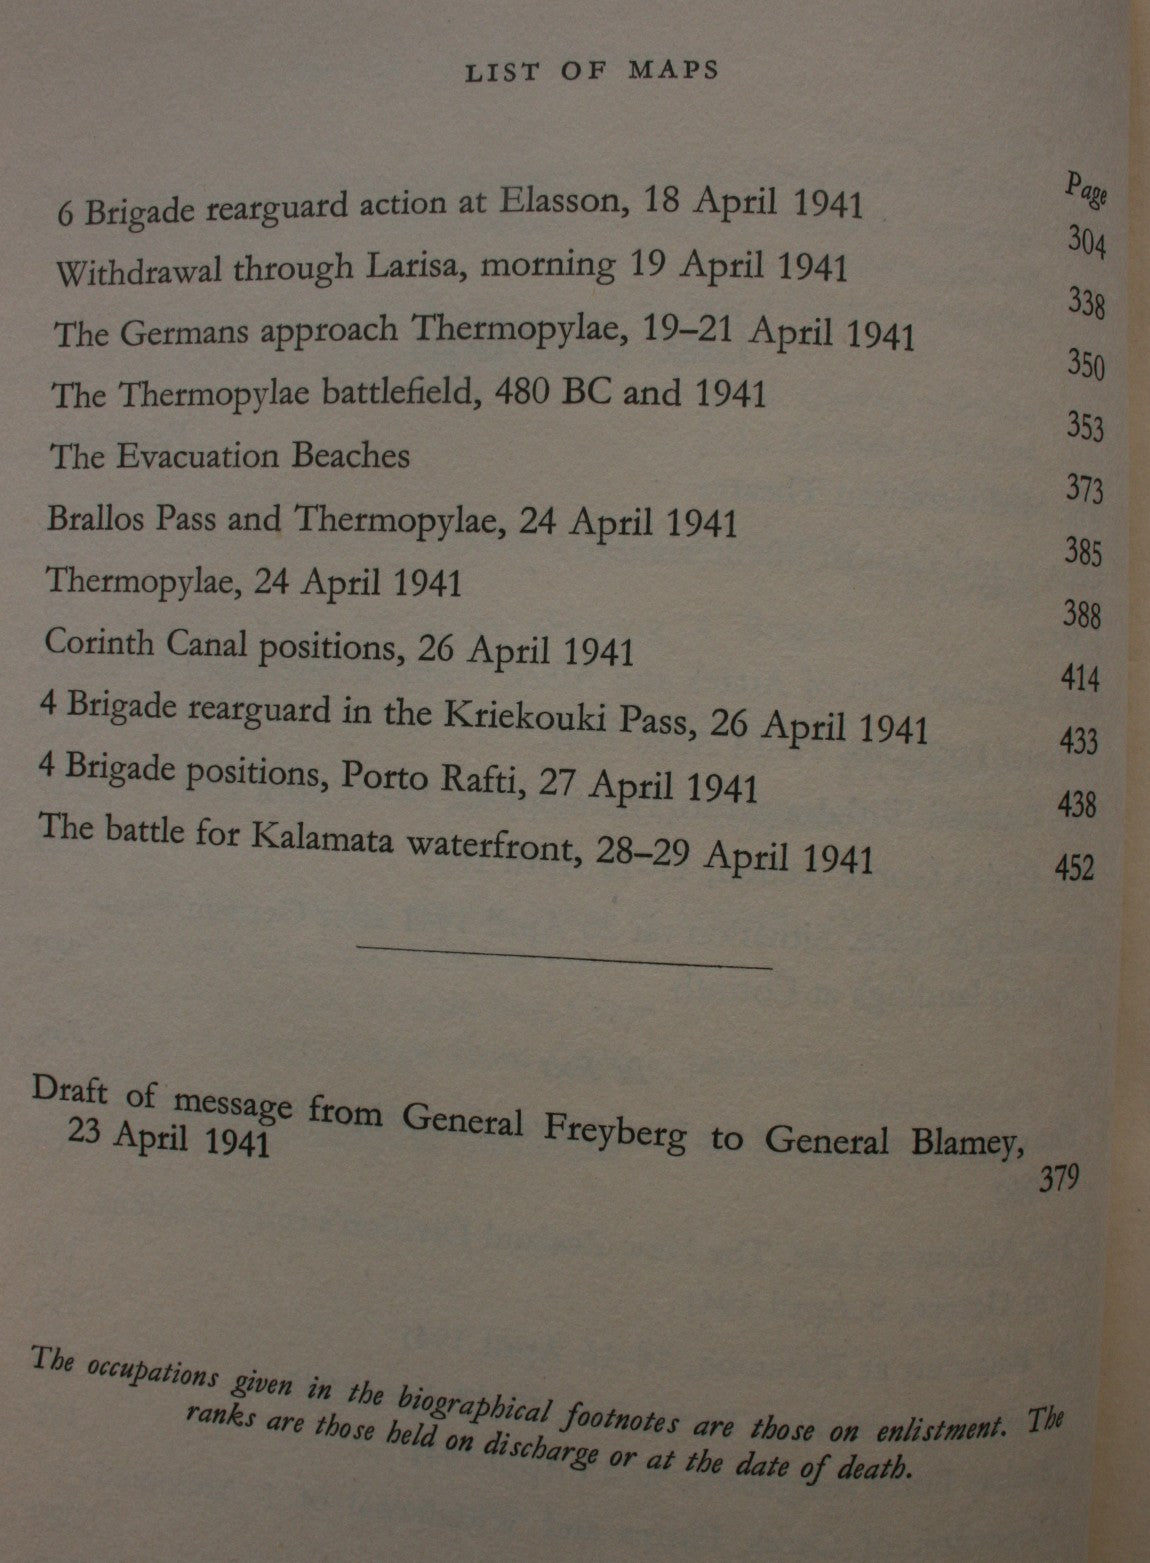 LIST OF MAPS
Page
6 Brigade rearguard action at Elasson, 18 April 1941 304
Withdrawal through Larisa, morning 19 April 1941 338
The Germans approach Thermopylae, 19–21 April 1941 350
The Thermopylae battlefield, 480 BC and 1941 353
The Evacuation Beaches 373
Brallos Pass and Thermopylae, 24 April 1941 385
Thermopylae, 24 April 1941 388
Corinth Canal positions, 26 April 1941 414
4 Brigade rearguard in the Kriekouki Pass, 26 April 1941 433
4 Brigade positions, Porto Rafti, 27 April 1941 438
The battle for Kalamata waterfront, 28–29 April 1941 452
Draft of message from General Freyberg to General Blamey,
23 April 1941 379
The occupations given in the biographical footnotes are those on enlistment. The
ranks are those held on discharge or at the date of death.